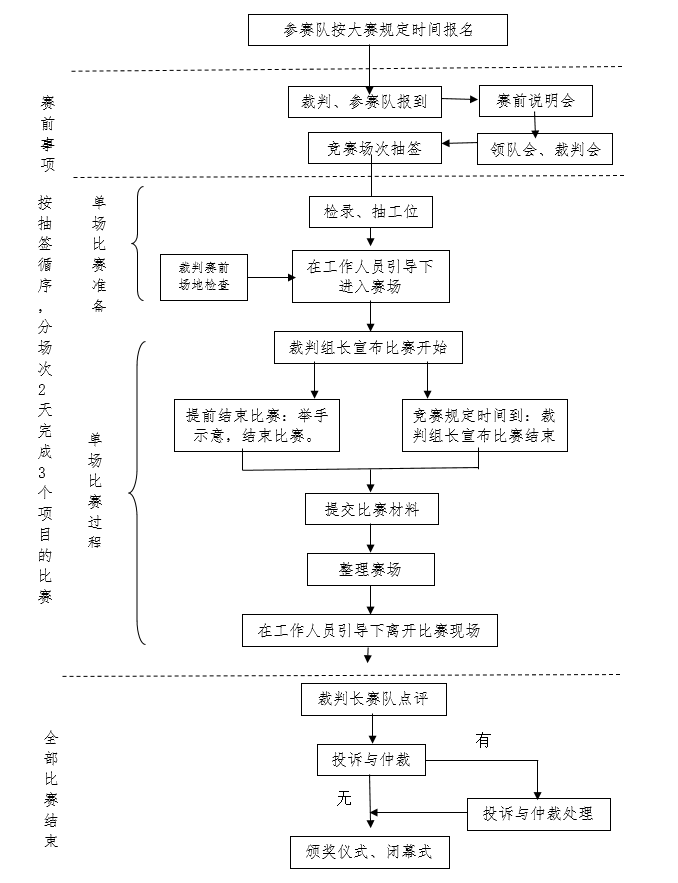 参赛队按大赛规定时间报名
赛前事项
裁判、参赛队报到
赛前说明会
领队会、裁判会
竞赛场次抽签
按抽签循序，分场次2天完成3个项目的比赛
单场比赛准备
检录、抽工位
裁判赛前
场地检查
在工作人员引导下
进入赛场
单场比赛过程
裁判组长宣布比赛开始
提前结束比赛：举手
示意，结束比赛。
竞赛规定时间到：裁
判组长宣布比赛结束
提交比赛材料
整理赛场
在工作人员引导下离开比赛现场
全部比赛结束
裁判长赛队点评
投诉与仲裁
有
无
投诉与仲裁处理
颁奖仪式、闭幕式